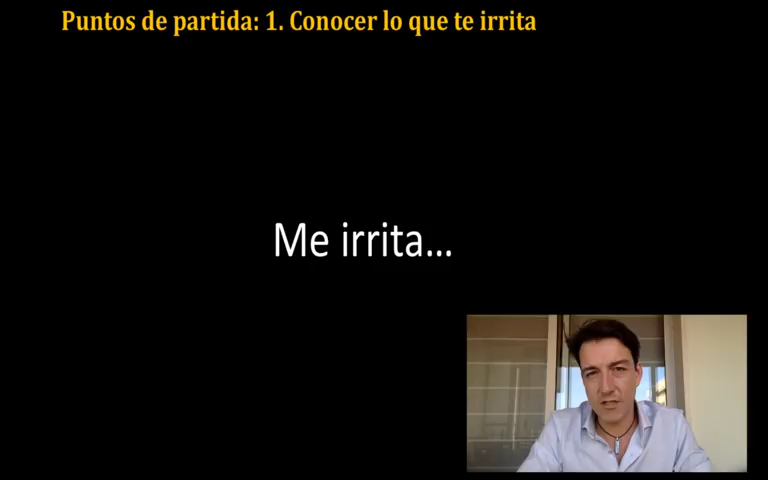 Puntos de partida: 1. Conocer lo que te irrita
Me irrita...